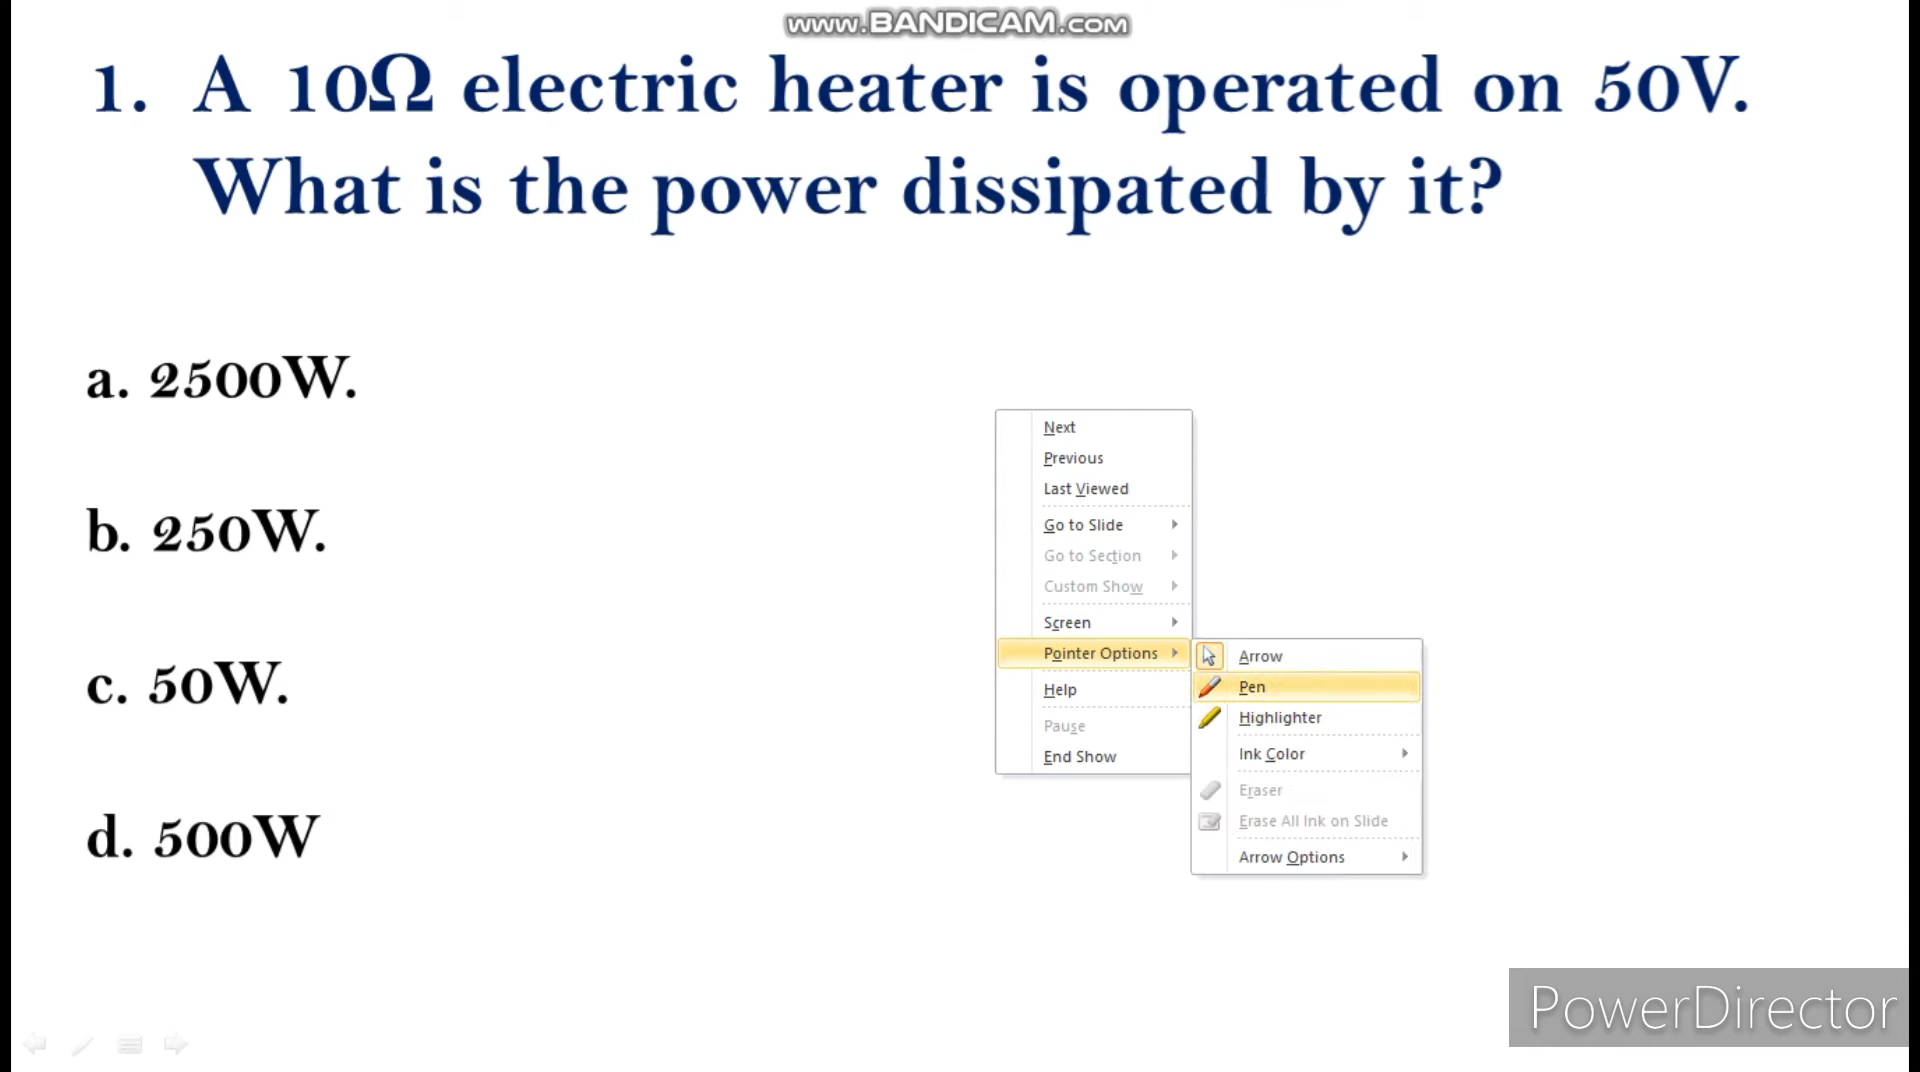 www.BANDICAM.com
1. A 10Ω electric heater is operated on 50V.
What is the power dissipated by it?
a. 2500W.
b. 250W.
c. 50W.
d. 500W
Next
Previous
Last Viewed
Go to Slide
Go to Section
Custom Show
Screen
Pointer Options
Help
Pause
End Show
Arrow
Pen
Highlighter
Ink Color
Eraser
Erase All Ink on Slide
Arrow Options
PowerDirector